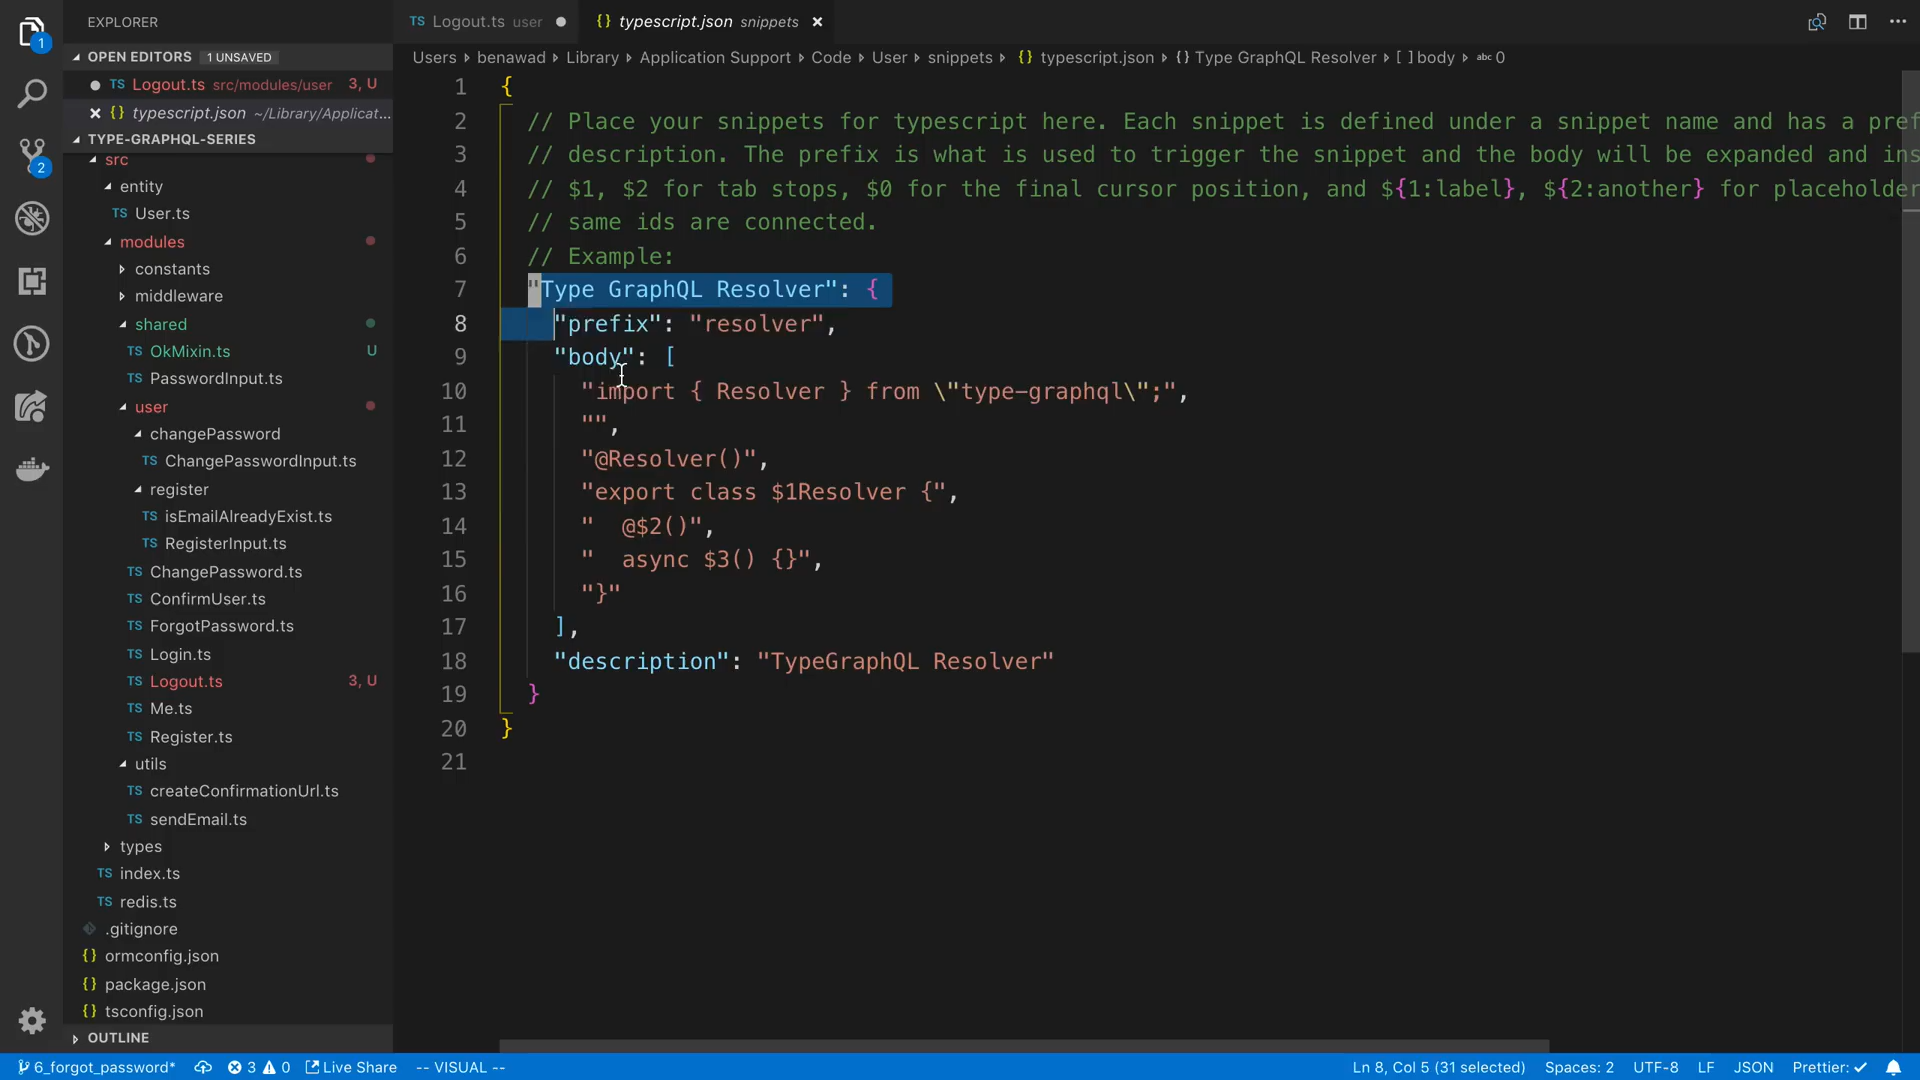 EXPLORER
OPEN EDITORS 1 UNSAVED
TS Logout.ts src/modules/user 3, U
{} typescript.json ~/Library/Applicat...
TYPE-GRAPHQL-SERIES
src
entity
TS User.ts
modules
constants
middleware
shared
TS OkMixin.ts U
TS PasswordInput.ts
user
changePassword
TS ChangePasswordInput.ts
register
TS isEmailAlreadyExist.ts
TS RegisterInput.ts
TS ChangePassword.ts
TS ConfirmUser.ts
TS ForgotPassword.ts
TS Login.ts
TS Logout.ts 3, U
TS Me.ts
TS Register.ts
utils
TS createConfirmationUrl.ts
TS sendEmail.ts
types
TS index.ts
TS redis.ts
.gitignore
{} ormconfig.json
{} package.json
{} tsconfig.json
OUTLINE
1
2
TS Logout.ts user
{} typescript.json snippets
Users benawad Library Application Support Code User snippets {} typescript.json {} Type GraphQL Resolver [ ] body abc 0
1 {
2 // Place your snippets for typescript here. Each snippet is defined under a snippet name and has a pref
3 // description. The prefix is what is used to trigger the snippet and the body will be expanded and ins
4 // $1, $2 for tab stops, $0 for the final cursor position, and ${1:label}, ${2:another} for placeholder
5 // same ids are connected.
6 // Example:
7 "Type GraphQL Resolver": {
8 "prefix": "resolver",
9 "body": [
10 "import { Resolver } from \"type-graphql\";",
11 "",
12 "@Resolver()",
13 "export class $1Resolver {",
14 "  @$2()",
15 "  async $3() {}",
16 "}"
17 ],
18 "description": "TypeGraphQL Resolver"
19 }
20 }
21
6_forgot_password* 3 0 Live Share -- VISUAL -- Ln 8, Col 5 (31 selected) Spaces: 2 UTF-8 LF JSON Prettier: ✓